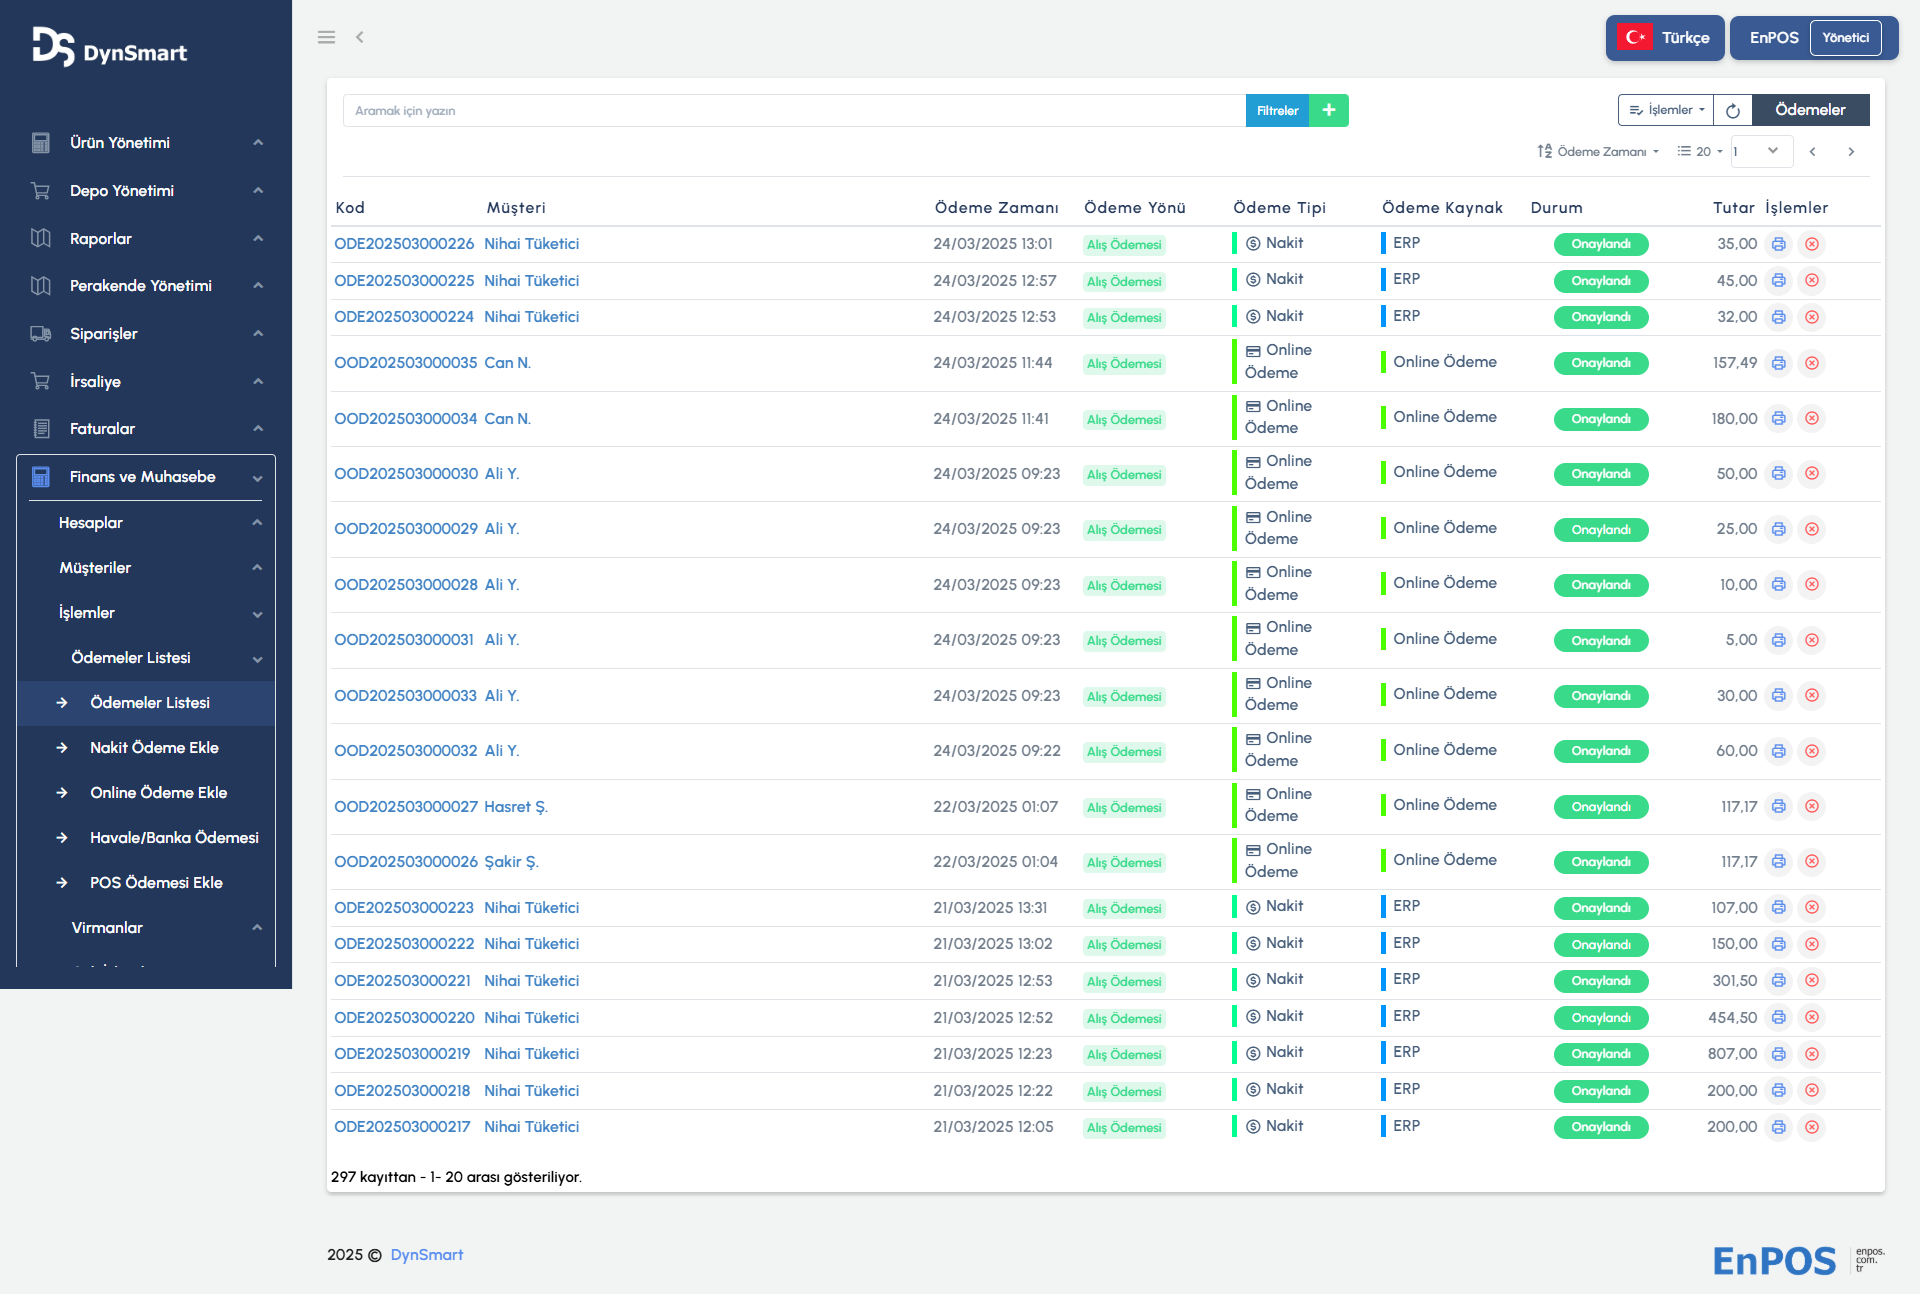 DynSmart
Türkçe
EnPOS Yönetici
Ürün Yönetimi
Depo Yönetimi
Raporlar
Perakende Yönetimi
Siparişler
İrsaliye
Faturalar
Finans ve Muhasebe
Hesaplar
Müşteriler
İşlemler
Ödemeler Listesi
Ödemeler Listesi
Nakit Ödeme Ekle
Online Ödeme Ekle
Havale/Banka Ödemesi
POS Ödemesi Ekle
Virmanlar
Aramak için yazın Filtreler + İşlemler Ödemeler
Ödeme Zamanı 20 1
Kod Müşteri Ödeme Zamanı Ödeme Yönü Ödeme Tipi Ödeme Kaynak Durum Tutar İşlemler
ODE202503000226 Nihai Tüketici 24/03/2025 13:01 Alış Ödemesi Nakit ERP Onaylandı 35,00
ODE202503000225 Nihai Tüketici 24/03/2025 12:57 Alış Ödemesi Nakit ERP Onaylandı 45,00
ODE202503000224 Nihai Tüketici 24/03/2025 12:53 Alış Ödemesi Nakit ERP Onaylandı 32,00
OOD202503000035 Can N. 24/03/2025 11:44 Alış Ödemesi Online Ödeme Online Ödeme Onaylandı 157,49
OOD202503000034 Can N. 24/03/2025 11:41 Alış Ödemesi Online Ödeme Online Ödeme Onaylandı 180,00
OOD202503000030 Ali Y. 24/03/2025 09:23 Alış Ödemesi Online Ödeme Online Ödeme Onaylandı 50,00
OOD202503000029 Ali Y. 24/03/2025 09:23 Alış Ödemesi Online Ödeme Online Ödeme Onaylandı 25,00
OOD202503000028 Ali Y. 24/03/2025 09:23 Alış Ödemesi Online Ödeme Online Ödeme Onaylandı 10,00
OOD202503000031 Ali Y. 24/03/2025 09:23 Alış Ödemesi Online Ödeme Online Ödeme Onaylandı 5,00
OOD202503000033 Ali Y. 24/03/2025 09:23 Alış Ödemesi Online Ödeme Online Ödeme Onaylandı 30,00
OOD202503000032 Ali Y. 24/03/2025 09:22 Alış Ödemesi Online Ödeme Online Ödeme Onaylandı 60,00
OOD202503000027 Hasret Ş. 22/03/2025 01:07 Alış Ödemesi Online Ödeme Online Ödeme Onaylandı 117,17
OOD202503000026 Şakir Ş. 22/03/2025 01:04 Alış Ödemesi Online Ödeme Online Ödeme Onaylandı 117,17
ODE202503000223 Nihai Tüketici 21/03/2025 13:31 Alış Ödemesi Nakit ERP Onaylandı 107,00
ODE202503000222 Nihai Tüketici 21/03/2025 13:02 Alış Ödemesi Nakit ERP Onaylandı 150,00
ODE202503000221 Nihai Tüketici 21/03/2025 12:53 Alış Ödemesi Nakit ERP Onaylandı 301,50
ODE202503000220 Nihai Tüketici 21/03/2025 12:52 Alış Ödemesi Nakit ERP Onaylandı 454,50
ODE202503000219 Nihai Tüketici 21/03/2025 12:23 Alış Ödemesi Nakit ERP Onaylandı 807,00
ODE202503000218 Nihai Tüketici 21/03/2025 12:22 Alış Ödemesi Nakit ERP Onaylandı 200,00
ODE202503000217 Nihai Tüketici 21/03/2025 12:05 Alış Ödemesi Nakit ERP Onaylandı 200,00
297 kayıttan - 1- 20 arası gösteriliyor.
2025 © DynSmart
EnPOS
enpos.
com.
tr